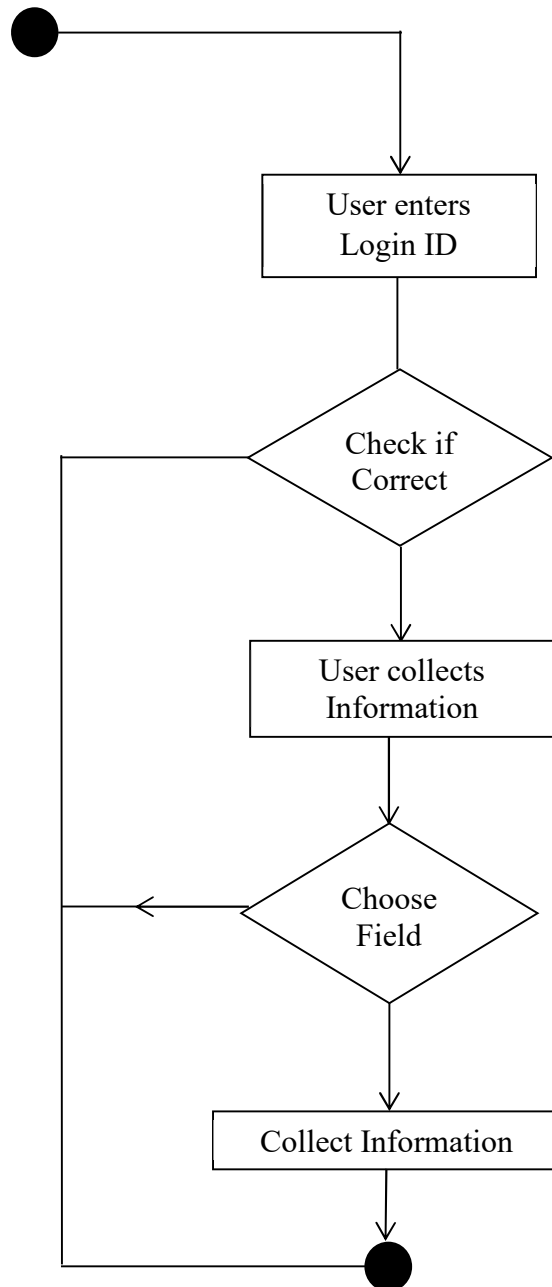 User enters
Login ID
Check if
Correct
User collects
Information
Choose
Field
Collect Information